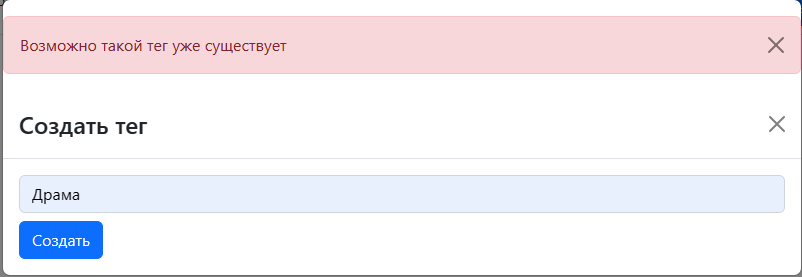 Возможно такой тег уже существует
Создать тег
Драма
Создать